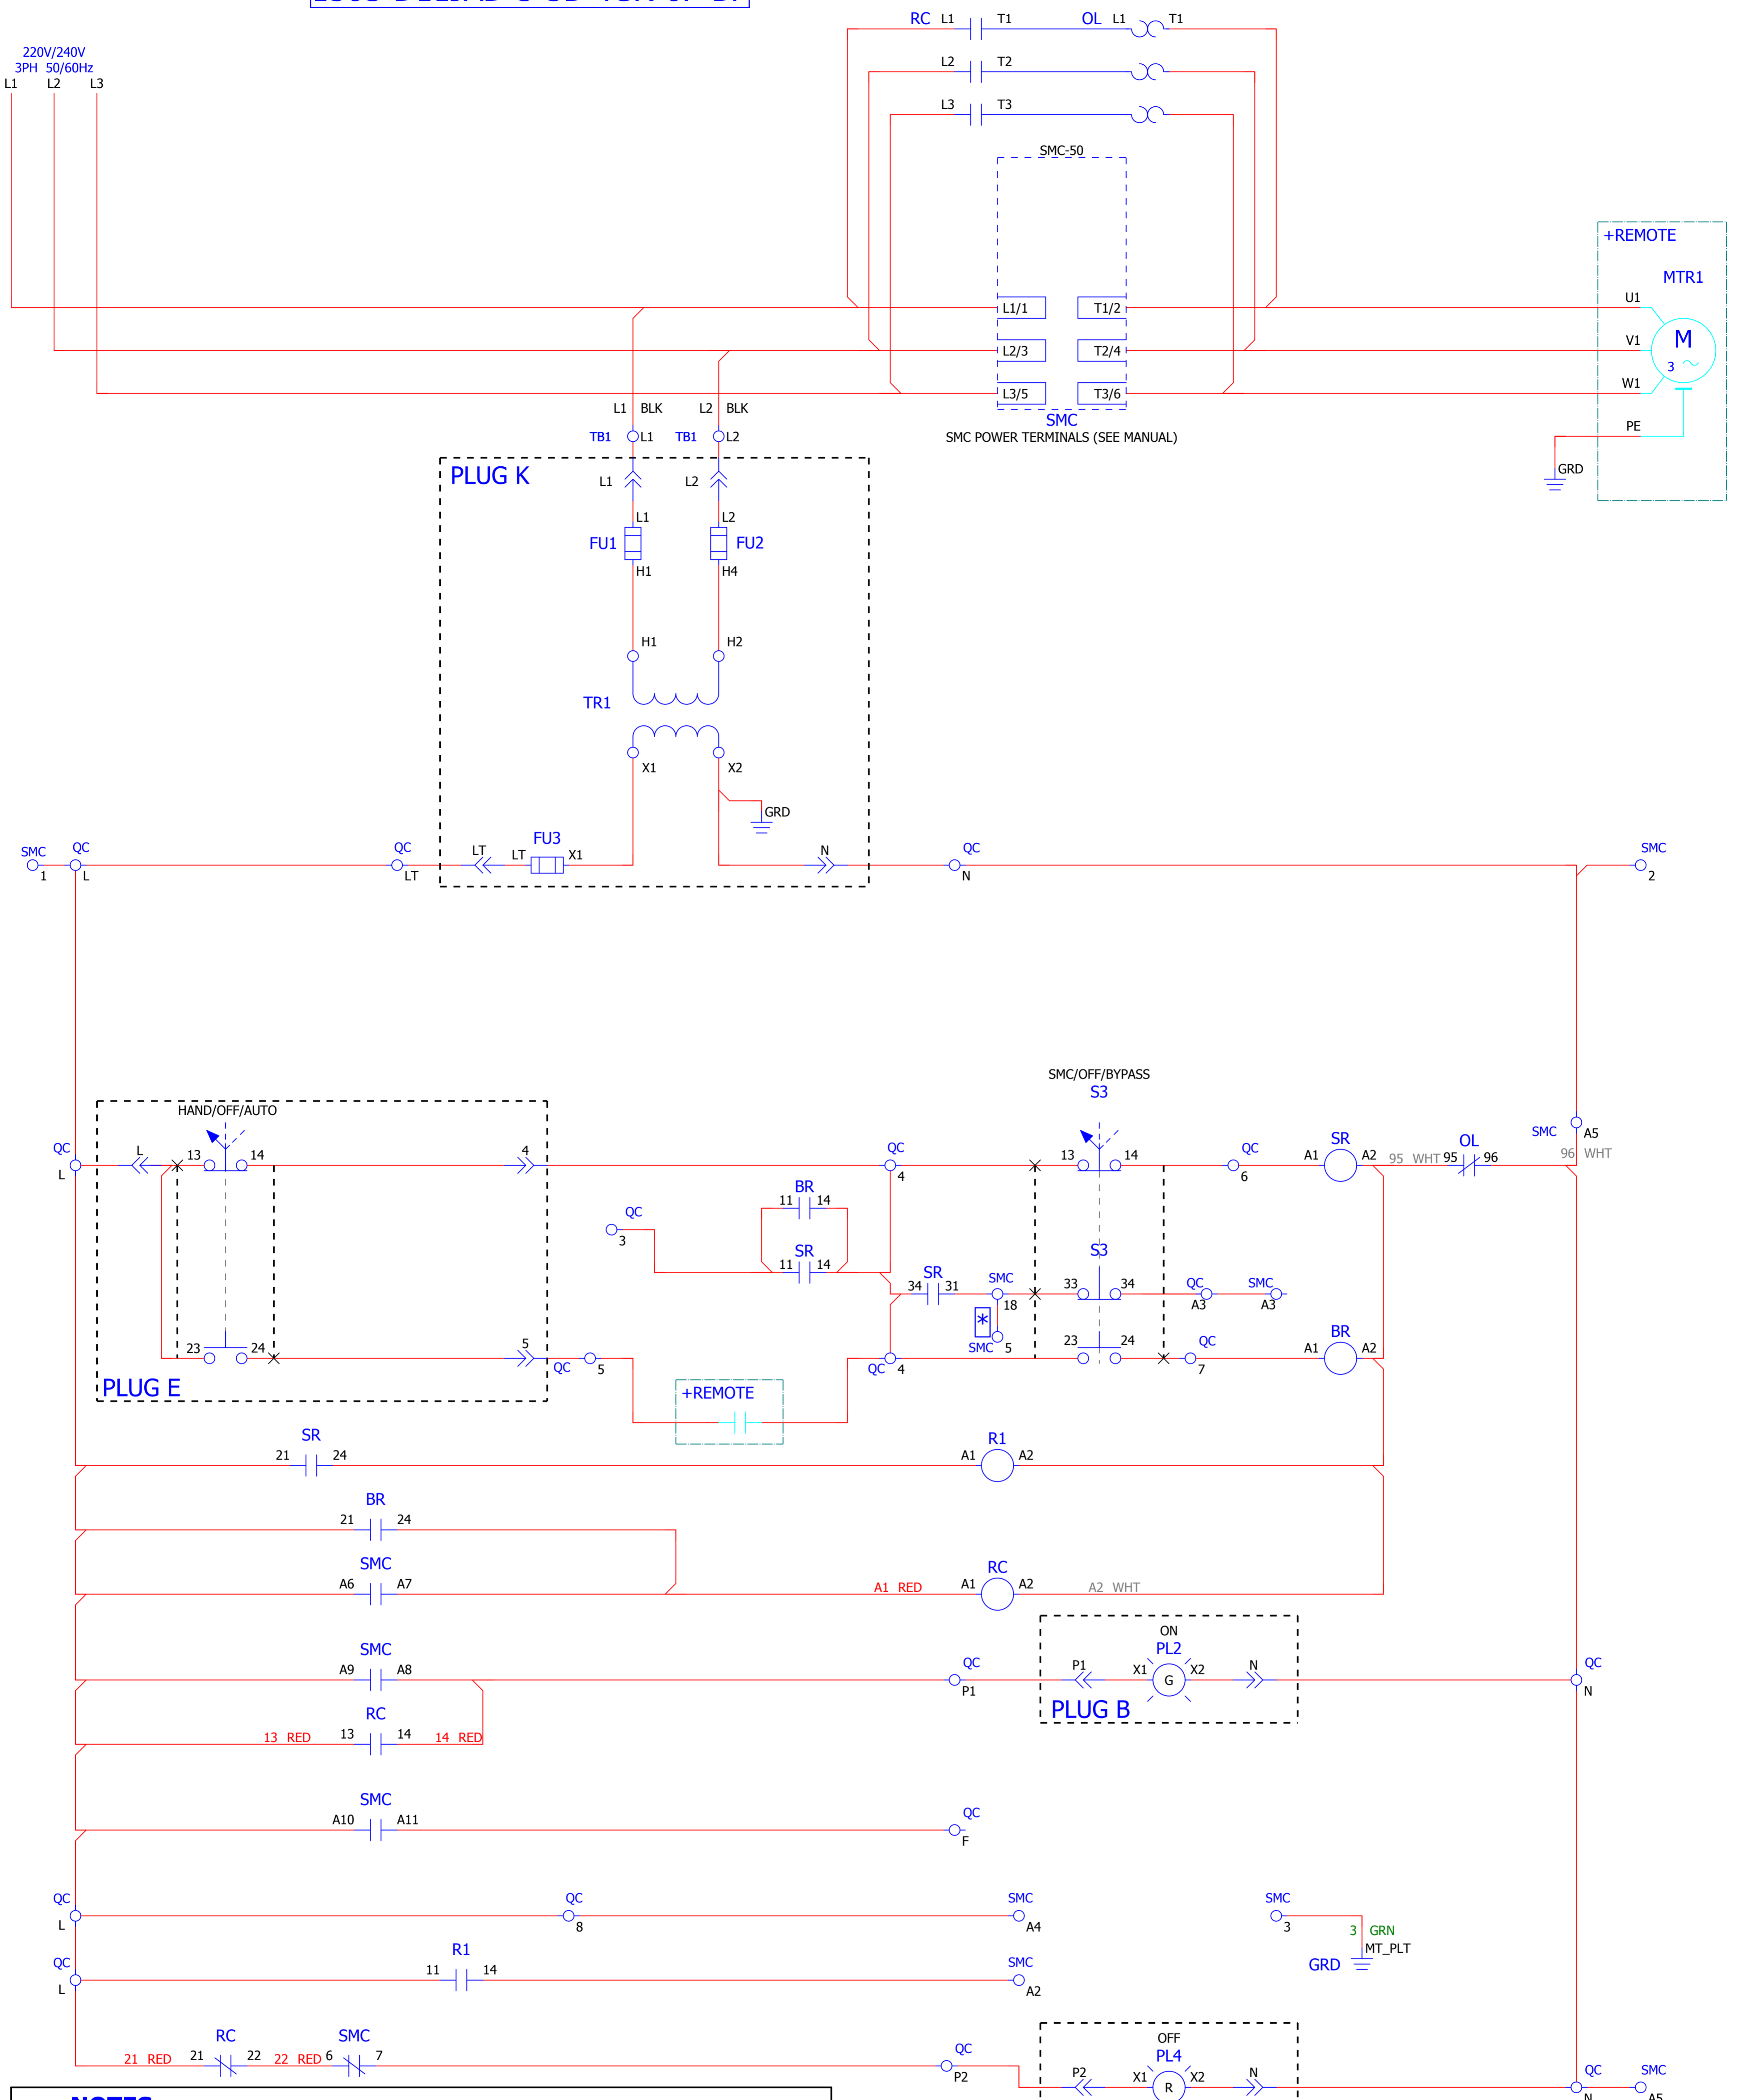 RC L1 T1 OL L1 T1
220V/240V
3PH 50/60Hz
L1 L2 L3
L2 T2
L3 T3
SMC-50
+REMOTE
MTR1
L1/1 T1/2 U1
L2/3 T2/4 V1
M
3
L3/5 T3/6 W1
L1 BLK L2 BLK
SMC
SMC POWER TERMINALS (SEE MANUAL)
PE
TB1 L1 TB1 L2
GRD
PLUG K
L1 L2
L1 L2
FU1 FU2
H1 H4
H1 H2
TR1
X1 X2
GRD
FU3
SMC QC QC LT LT X1 N QC SMC
1 L LT N 2
SMC/OFF/BYPASS
S3
HAND/OFF/AUTO
SMC A5
QC L 13 14 4 QC 13 14 QC SR OL
A1 A2 95 WHT 95 96 96 WHT
L 4 6
BR
11 14
QC
3
SR
11 14
S3
SR
34 31 SMC 33 34 QC SMC
18 A3 A3
*
SMC 5
23 24 5 23 24 QC A1 BR A2
QC 5 QC 4 7
PLUG E
+REMOTE
SR
21 24
R1
A1 A2
BR
21 24
SMC
A6 A7
A1 RED RC
A1 A2 A2 WHT
ON
SMC
A9 A8
QC
P1
P1 X1 PL2 X2 N
G
QC
N
PLUG B
RC
13 RED 13 14 14 RED
SMC
A10 A11
QC
F
QC
L
QC
8
SMC
A4
SMC
3
3 GRN
MT_PLT
GRD
QC
L
R1
11 14
SMC
A2
OFF
RC SMC
21 RED 21 22 22 RED 6 7
QC
P2
PL4
P2 X1 X2 N
R
QC SMC